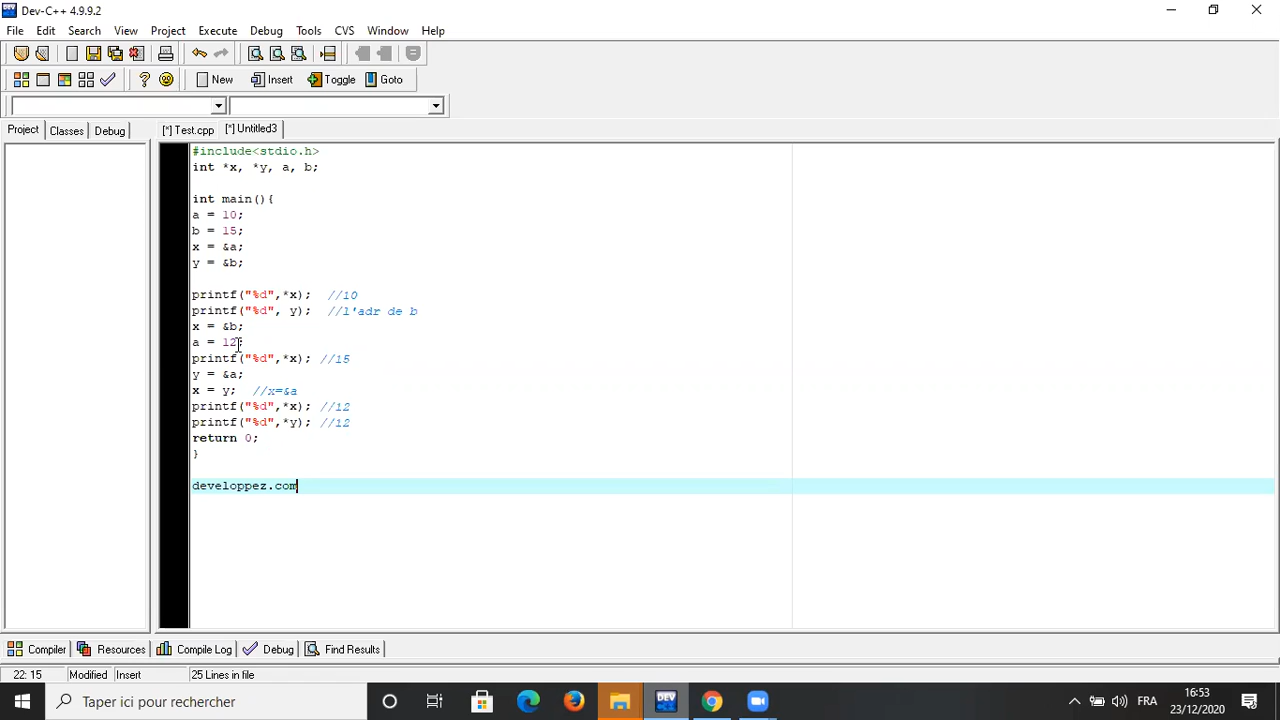 Dev-C++ 4.9.9.2
File Edit Search View Project Execute Debug Tools CVS Window Help
New Insert Toggle Goto
Project Classes Debug [*] Test.cpp [*] Untitled3
#include<stdio.h>
int *x, *y, a, b;
int main(){
a = 10;
b = 15;
x = &a;
y = &b;
printf("%d",*x); //10
printf("%d", y); //l'adr de b
x = &b;
a = 12;
printf("%d",*x); //15
y = &a;
x = y; //x=&a
printf("%d",*x); //12
printf("%d",*y); //12
return 0;
}
developpez.com
Compiler Resources Compile Log Debug Find Results
22: 15 Modified Insert 25 Lines in file
Taper ici pour rechercher
DEV
FRA
16:53
23/12/2020